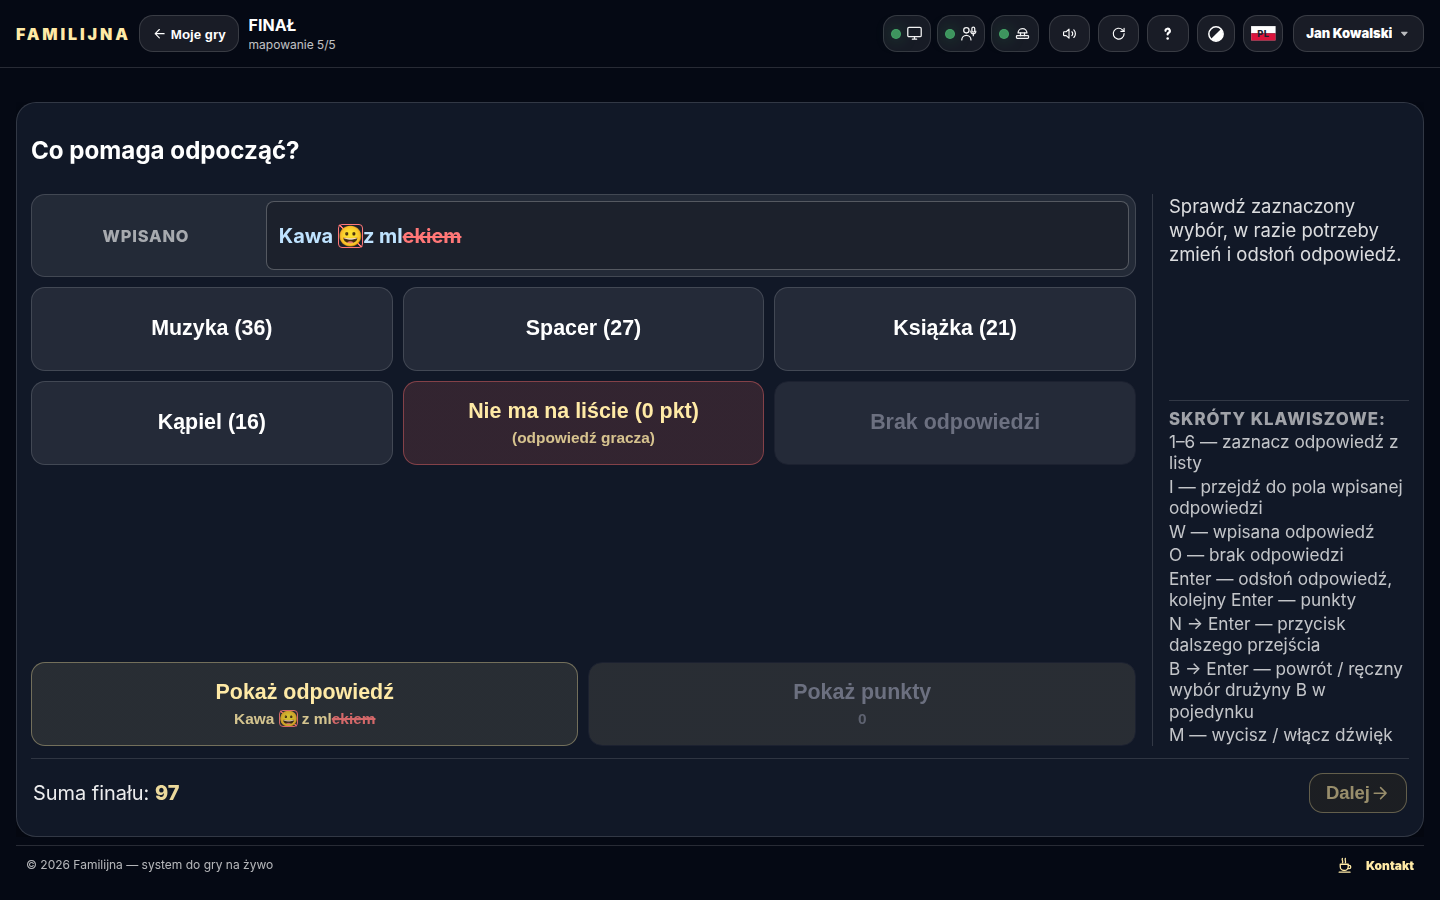 FAMILIJNA
← Moje gry
FINAŁ
mapowanie 5/5
?
PL
Jan Kowalski
Co pomaga odpocząć?
WPISANO
Kawa 😀z mlekiem
Muzyka (36)
Spacer (27)
Książka (21)
Kąpiel (16)
Nie ma na liście (0 pkt)
(odpowiedź gracza)
Brak odpowiedzi
Sprawdź zaznaczony
wybór, w razie potrzeby
zmień i odsłoń odpowiedź.
SKRÓTY KLAWISZOWE:
1–6 — zaznacz odpowiedź z
listy
I — przejdź do pola wpisanej
odpowiedzi
W — wpisana odpowiedź
O — brak odpowiedzi
Enter — odsłoń odpowiedź,
kolejny Enter — punkty
N → Enter — przycisk
dalszego przejścia
B → Enter — powrót / ręczny
wybór drużyny B w
pojedynku
M — wycisz / włącz dźwięk
Pokaż odpowiedź
Kawa 😀 z mlekiem
Pokaż punkty
0
Suma finału: 97
Dalej →
© 2026 Familijna — system do gry na żywo
Kontakt